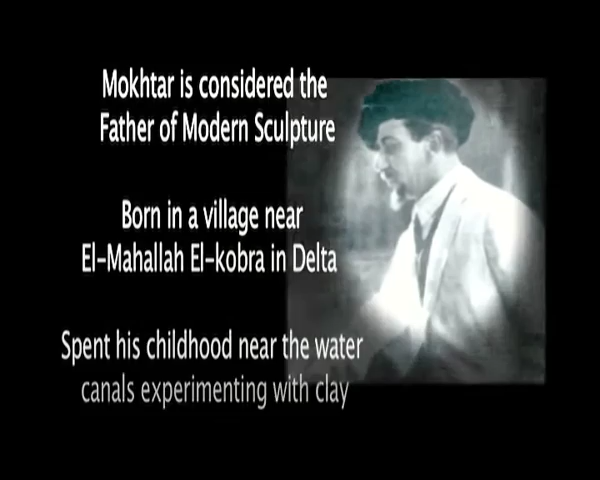 Mokhtar is considered the
Father of Modern Sculpture
Born in a village near
El-Mahallah El-kobra in Delta
Spent his childhood near the water
canals experimenting with clay